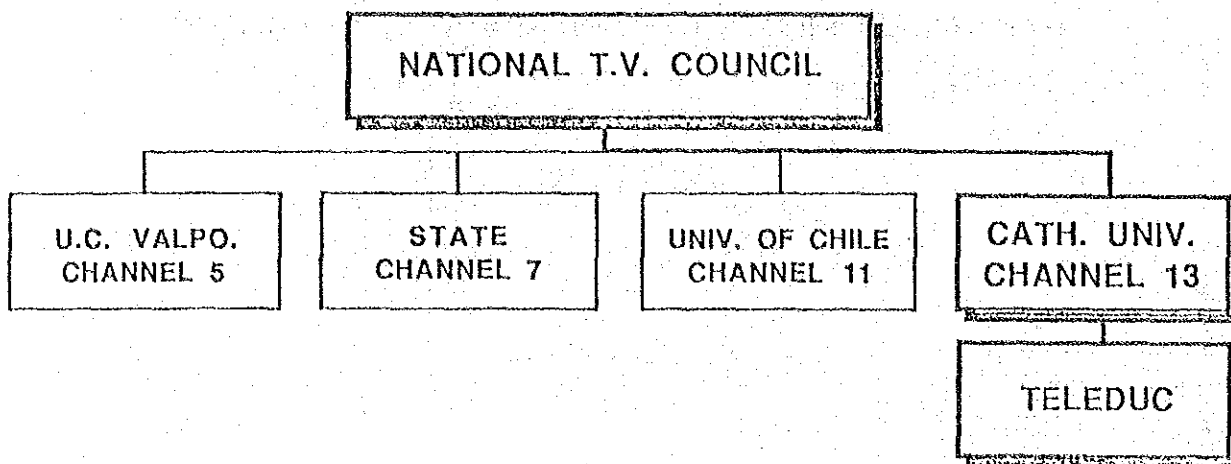 NATIONAL T.V. COUNCIL
U.C. VALPO.
CHANNEL 5
STATE
CHANNEL 7
UNIV. OF CHILE
CHANNEL 11
CATH. UNIV.
CHANNEL 13
TELEDUC